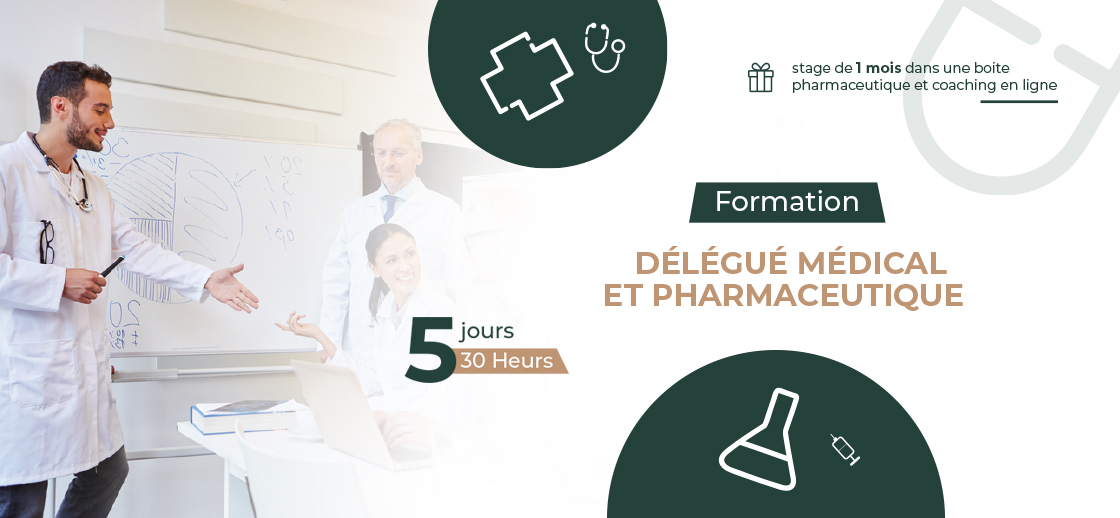 stage de 1 mois dans une boite
pharmaceutique et coaching en ligne
Formation
DÉLÉGUÉ MÉDICAL
ET PHARMACEUTIQUE
5 jours
30 Heurs